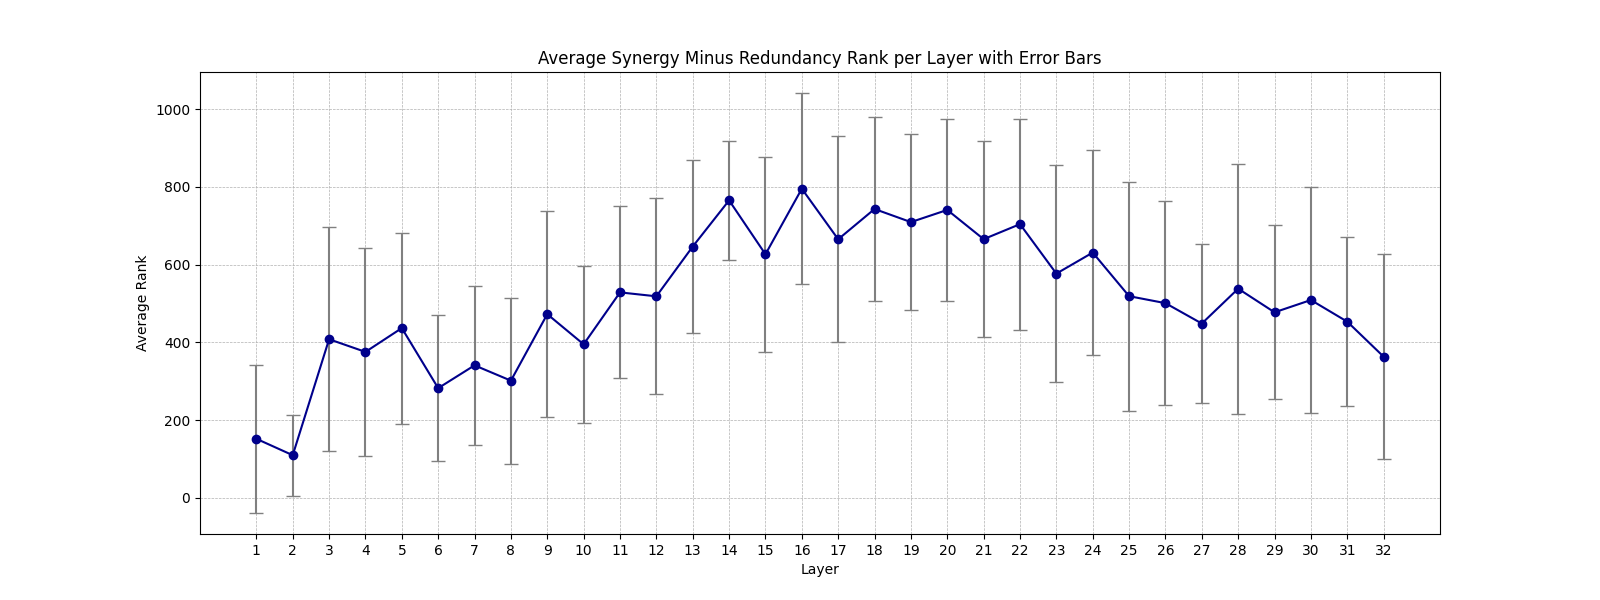 Average Synergy Minus Redundancy Rank per Layer with Error Bars
1000
800
600
400
200
0
Average Rank
1 2 3 4 5 6 7 8 9 10 11 12 13 14 15 16 17 18 19 20 21 22 23 24 25 26 27 28 29 30 31 32
Layer